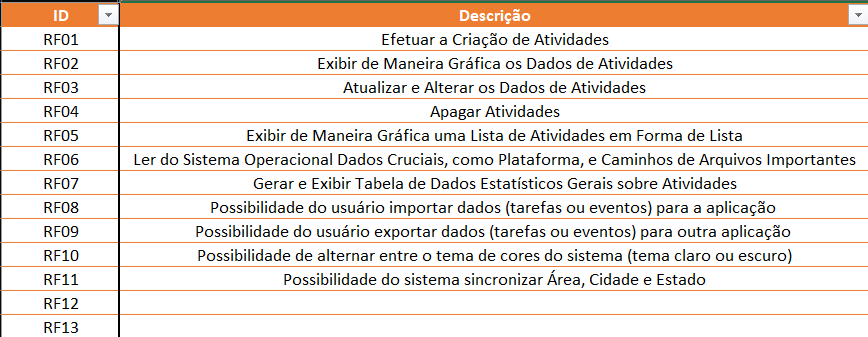 ID Descrição
RF01 Efetuar a Criação de Atividades
RF02 Exibir de Maneira Gráfica os Dados de Atividades
RF03 Atualizar e Alterar os Dados de Atividades
RF04 Apagar Atividades
RF05 Exibir de Maneira Gráfica uma Lista de Atividades em Forma de Lista
RF06 Ler do Sistema Operacional Dados Cruciais, como Plataforma, e Caminhos de Arquivos Importantes
RF07 Gerar e Exibir Tabela de Dados Estatísticos Gerais sobre Atividades
RF08 Possibilidade do usuário importar dados (tarefas ou eventos) para a aplicação
RF09 Possibilidade do usuário exportar dados (tarefas ou eventos) para outra aplicação
RF10 Possibilidade de alternar entre o tema de cores do sistema (tema claro ou escuro)
RF11 Possibilidade do sistema sincronizar Área, Cidade e Estado
RF12
RF13